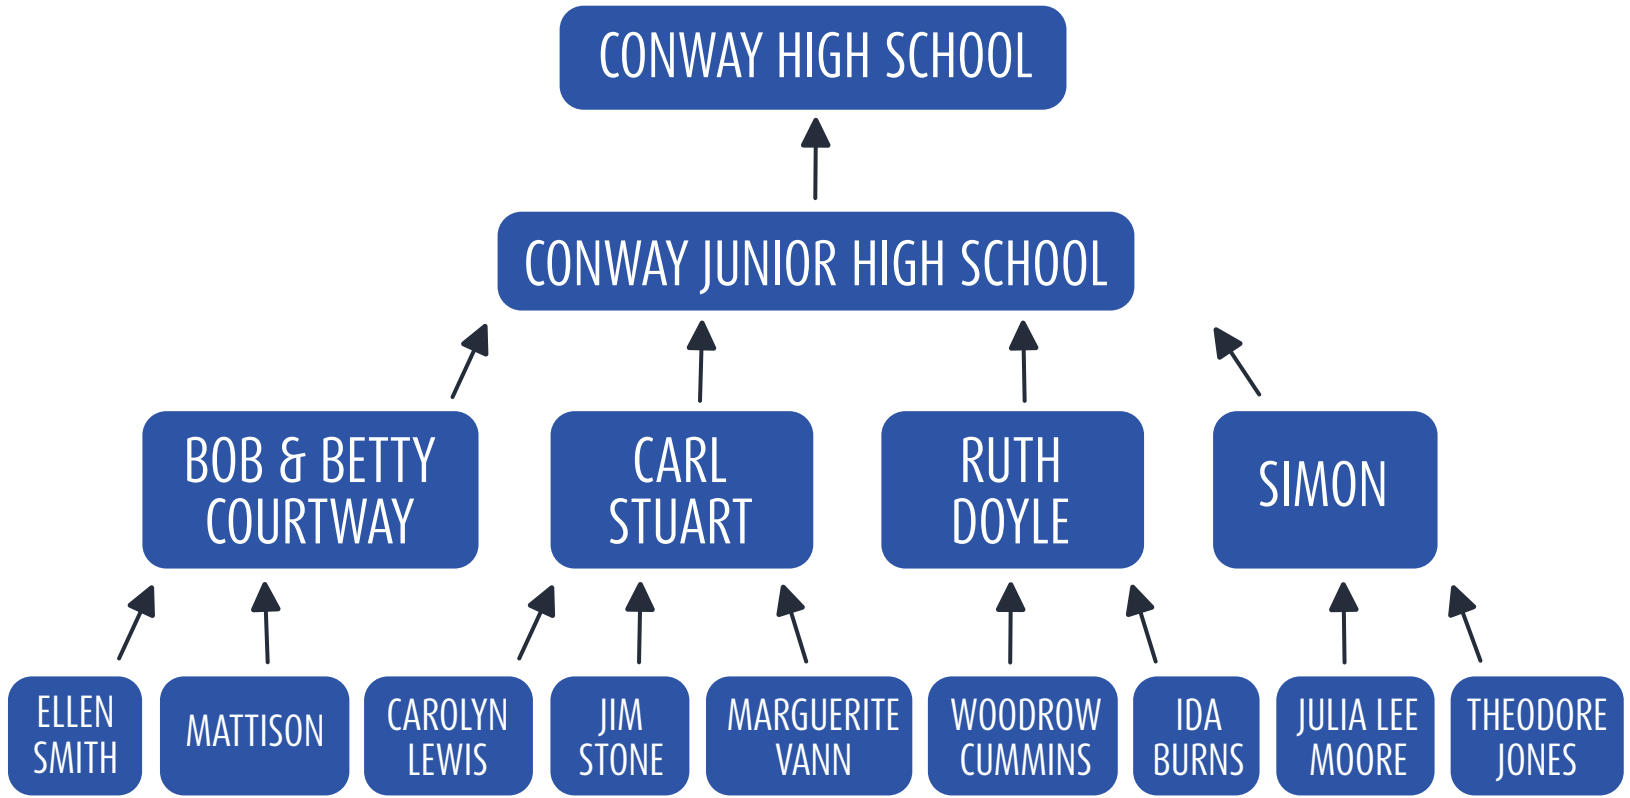 CONWAY HIGH SCHOOL
CONWAY JUNIOR HIGH SCHOOL
BOB & BETTY
COURTWAY
CARL
STUART
RUTH
DOYLE
SIMON
ELLEN
SMITH
MATTISON
CAROLYN
LEWIS
JIM
STONE
MARGUERITE
VANN
WOODROW
CUMMINS
IDA
BURNS
JULIA LEE
MOORE
THEODORE
JONES